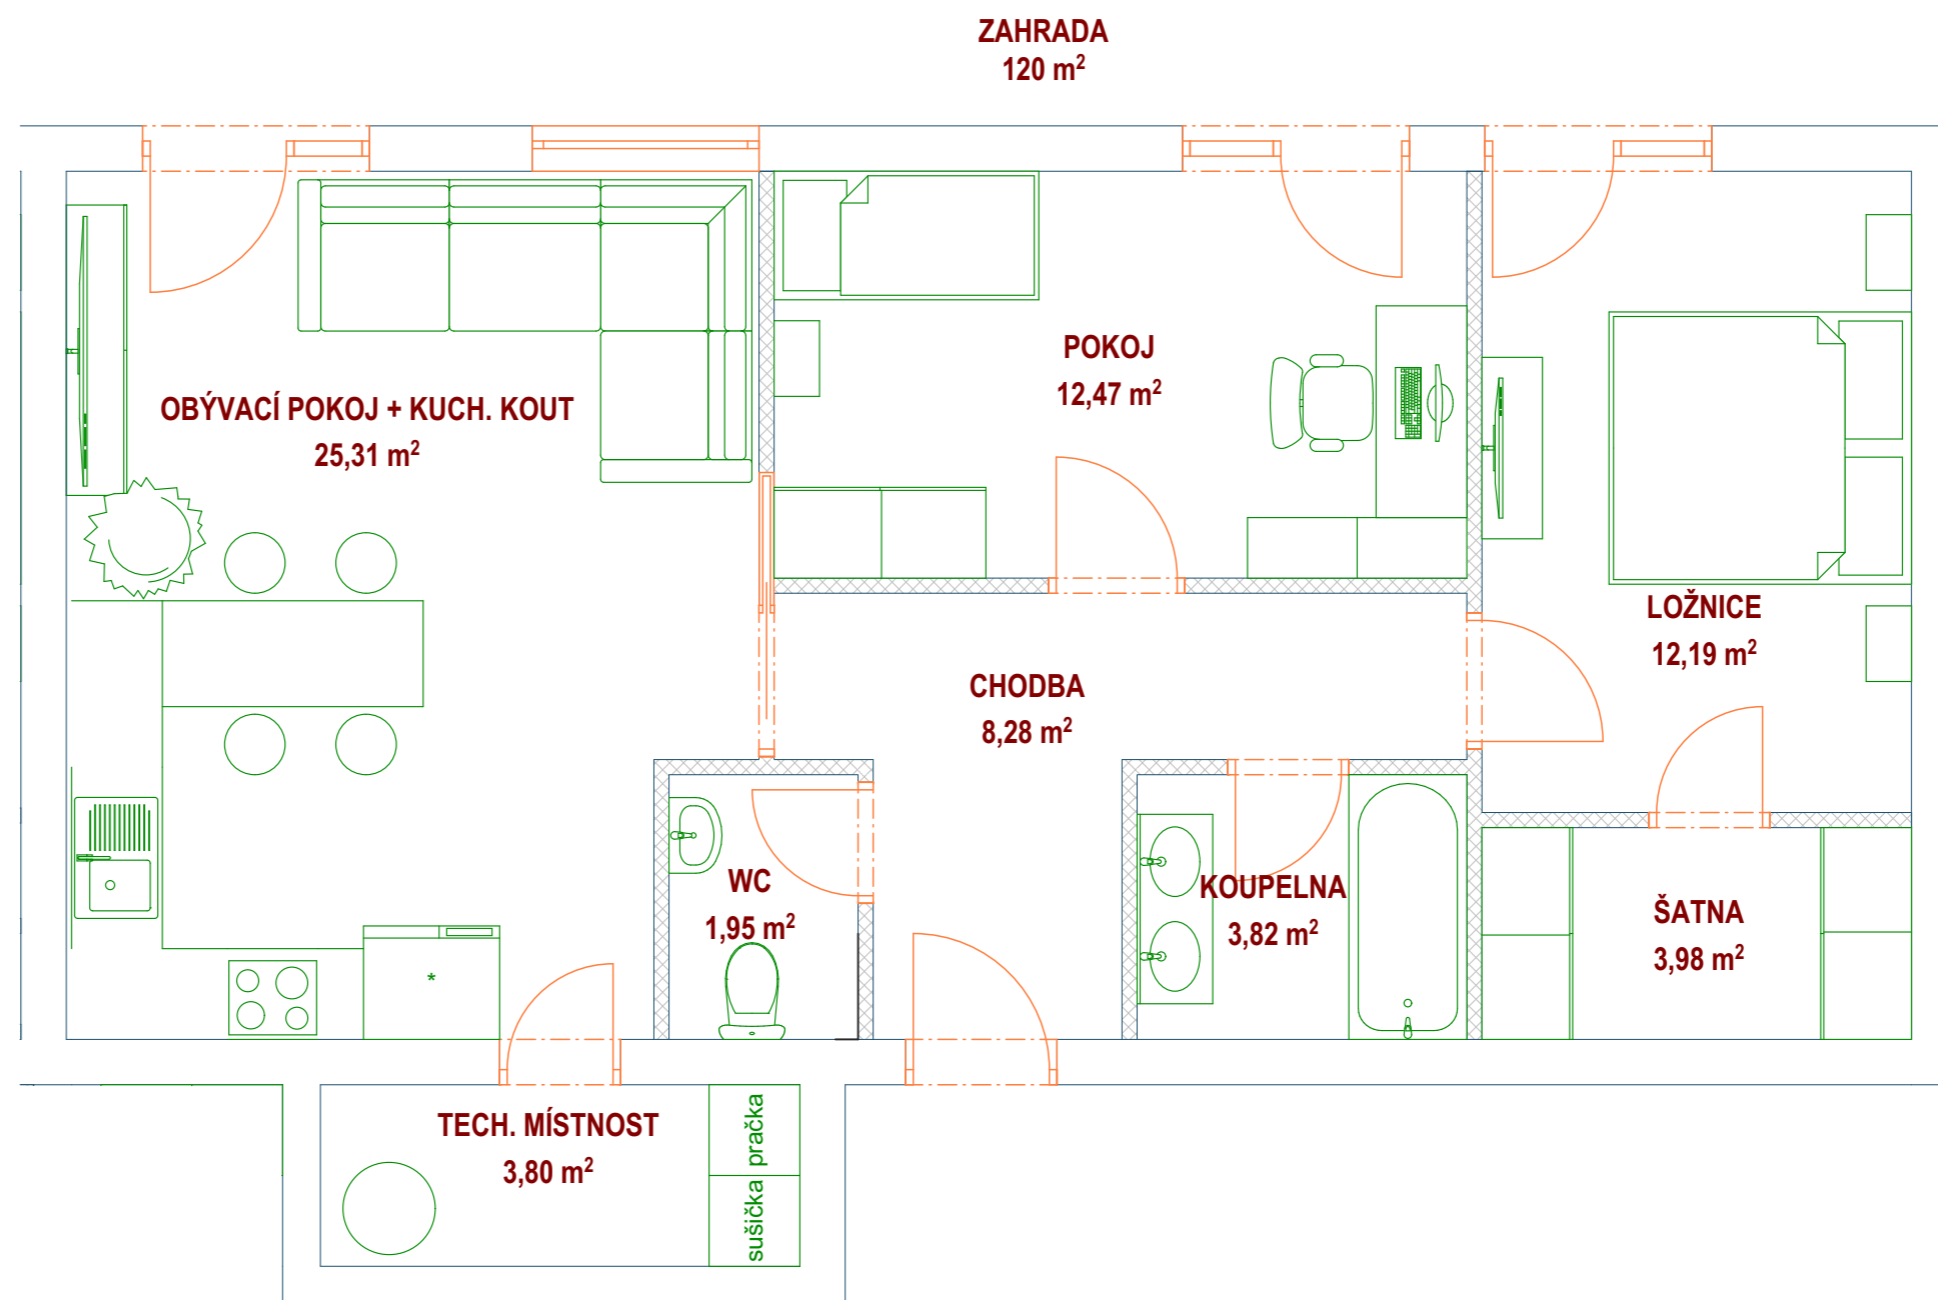 ZAHRADA
120 m²
OBÝVACÍ POKOJ + KUCH. KOUT
25,31 m²
POKOJ
12,47 m²
LOŽNICE
12,19 m²
CHODBA
8,28 m²
WC
1,95 m²
KOUPELNA
3,82 m²
ŠATNA
3,98 m²
*
TECH. MÍSTNOST
3,80 m²
pračka
sušička